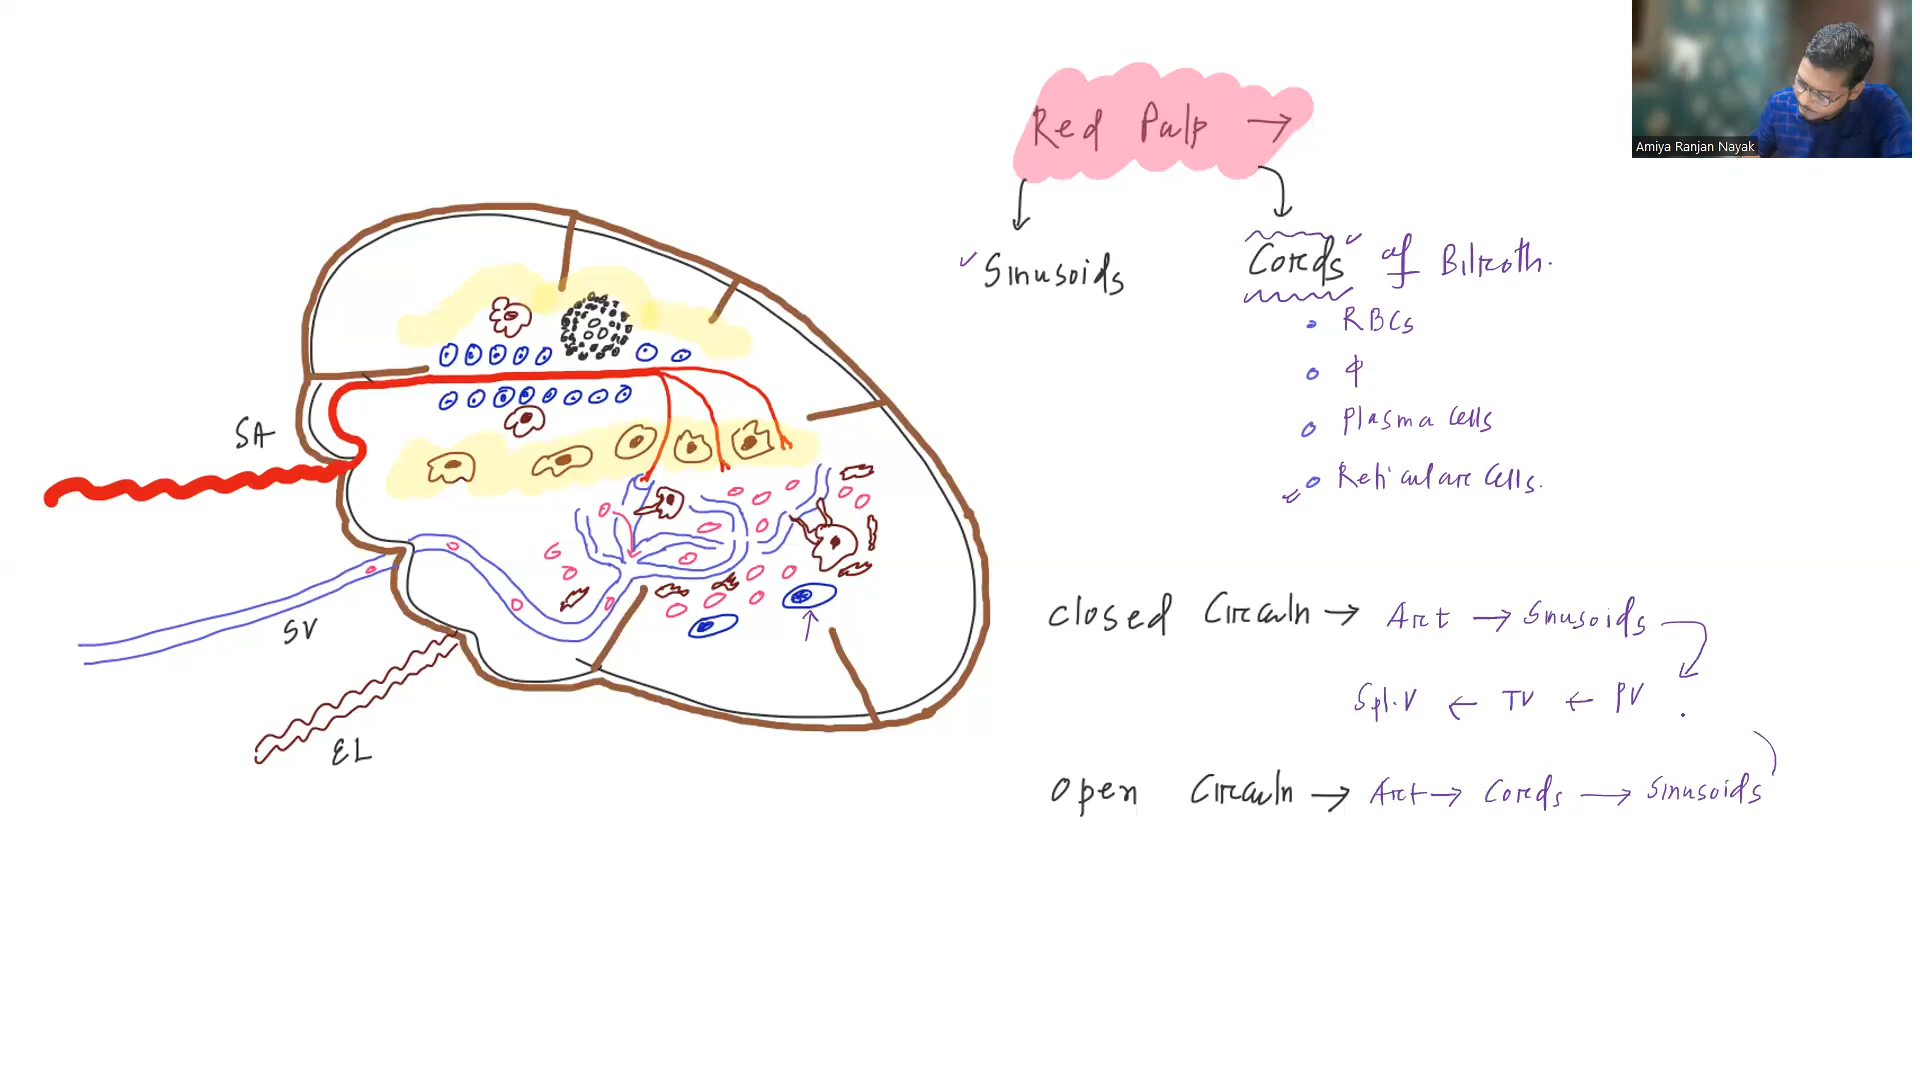 Amiya Ranjan Nayak
Red Pulp →
✓ Sinusoids
Cords ✓ of Bilroth.
RBCs
ϕ
Plasma Cells
Reticular Cells.
SA
SV
EL
Closed Circuln → Art → Sinusoids
Spl.V ← TV ← PV
Open Circuln → Art → Cords → Sinusoids